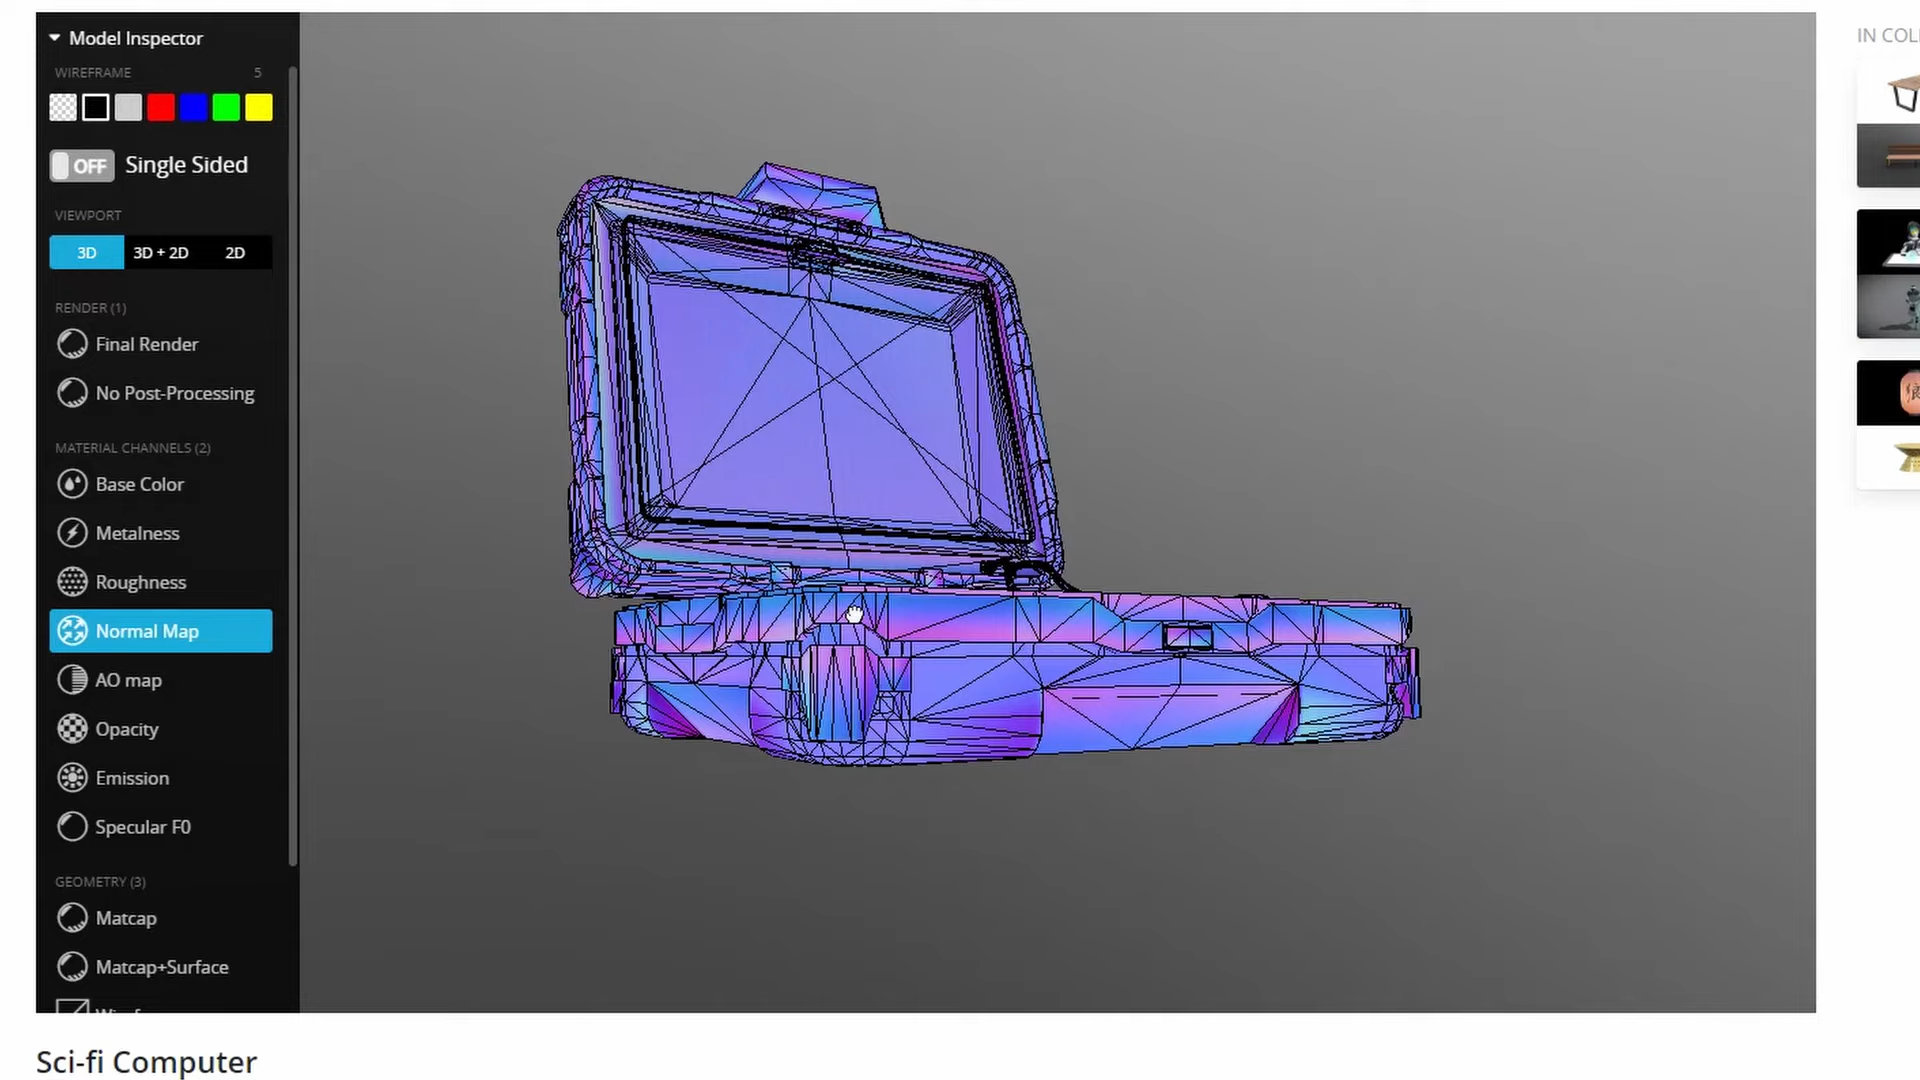 Model Inspector
WIREFRAME 5
OFF Single Sided
VIEWPORT
3D 3D + 2D 2D
RENDER (1)
Final Render
No Post-Processing
MATERIAL CHANNELS (2)
Base Color
Metalness
Roughness
Normal Map
AO map
Opacity
Emission
Specular F0
GEOMETRY (3)
Matcap
Matcap+Surface
Sci-fi Computer
IN COL